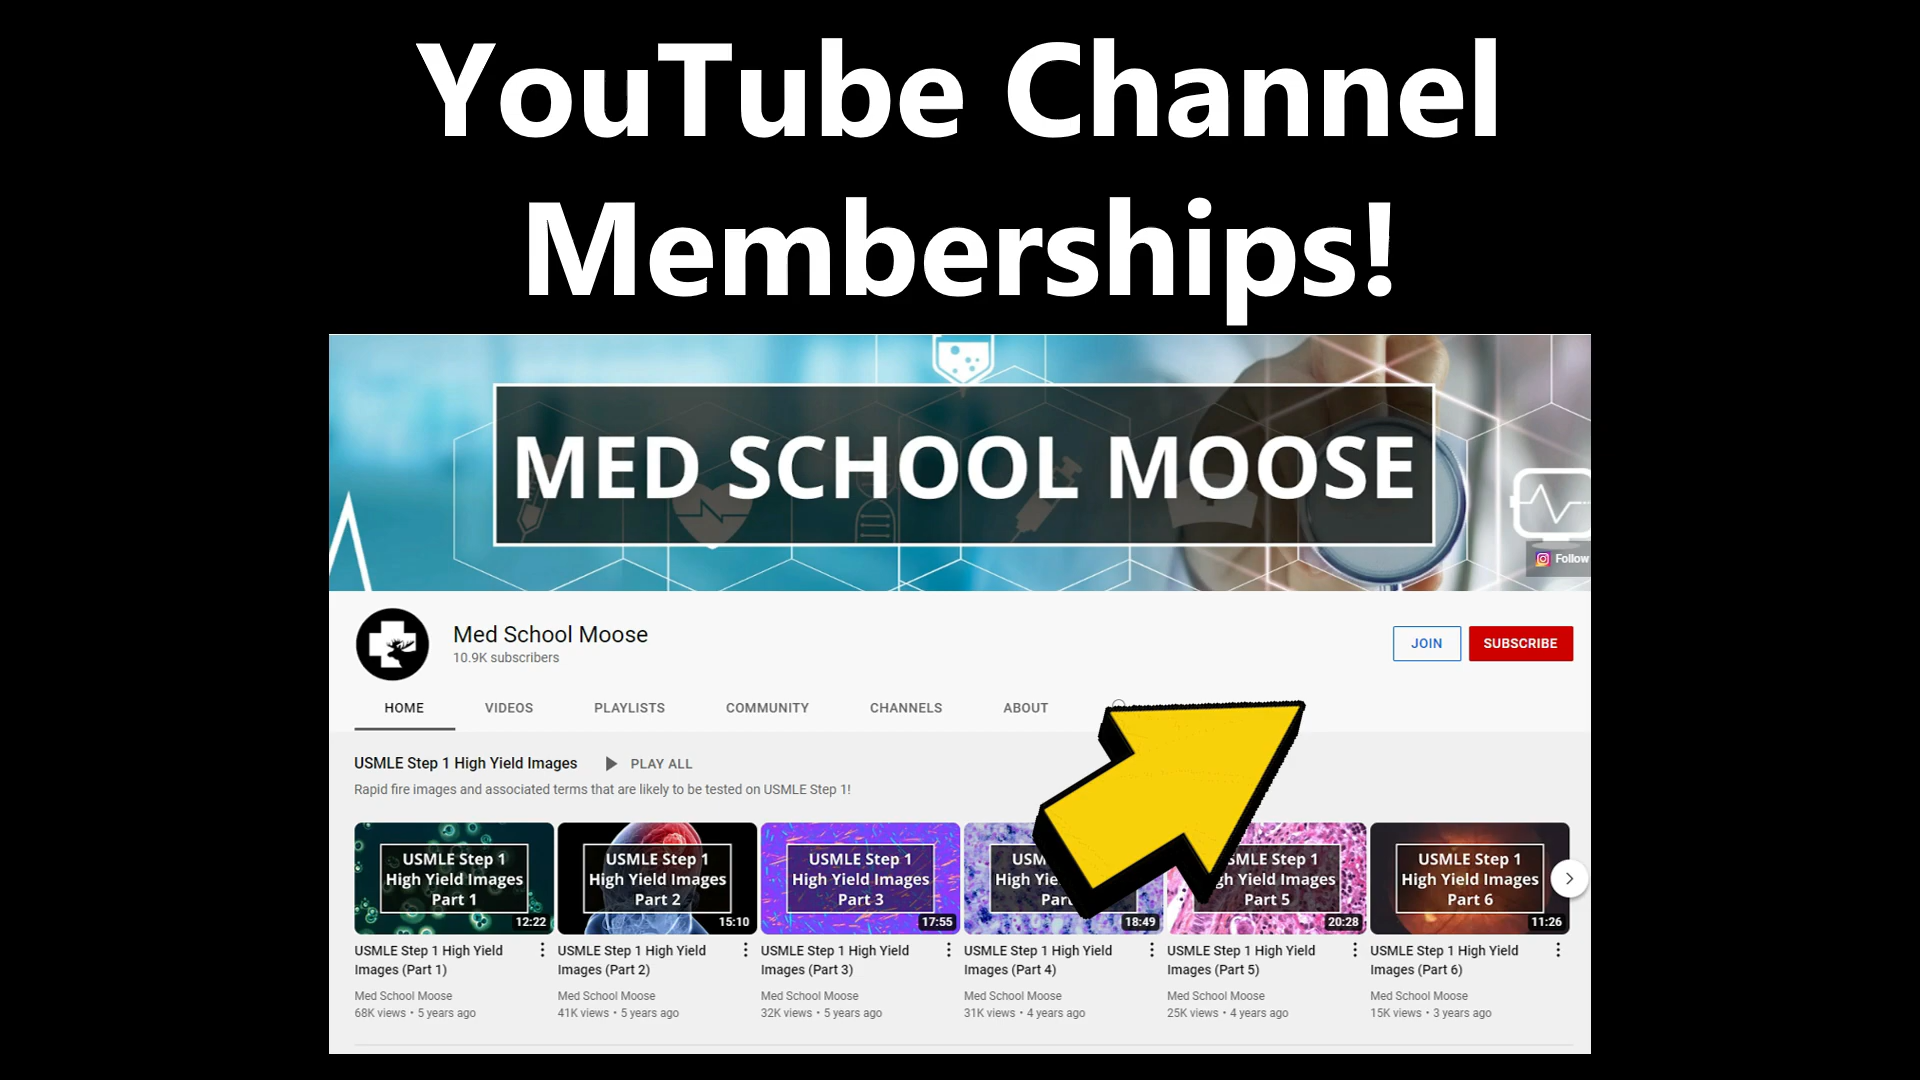 YouTube Channel
Memberships!
MED SCHOOL MOOSE
Follow
Med School Moose
10.9K subscribers
JOIN
SUBSCRIBE
HOME
VIDEOS
PLAYLISTS
COMMUNITY
CHANNELS
ABOUT
USMLE Step 1 High Yield Images
PLAY ALL
Rapid fire images and associated terms that are likely to be tested on USMLE Step 1!
USMLE Step 1
High Yield Images
Part 1
12:22
USMLE Step 1
High Yield Images
Part 2
15:10
USMLE Step 1
High Yield Images
Part 3
17:55
High
18:49
Step 1
Images
Part 5
20:28
USMLE Step 1
High Yield Images
Part 6
11:26
USMLE Step 1 High Yield
Images (Part 1)
Med School Moose
68K views • 5 years ago
USMLE Step 1 High Yield
Images (Part 2)
Med School Moose
41K views • 5 years ago
USMLE Step 1 High Yield
Images (Part 3)
Med School Moose
32K views • 5 years ago
USMLE Step 1 High Yield
Images (Part 4)
Med School Moose
31K views • 4 years ago
USMLE Step 1 High Yield
Images (Part 5)
Med School Moose
25K views • 4 years ago
USMLE Step 1 High Yield
Images (Part 6)
Med School Moose
15K views • 3 years ago